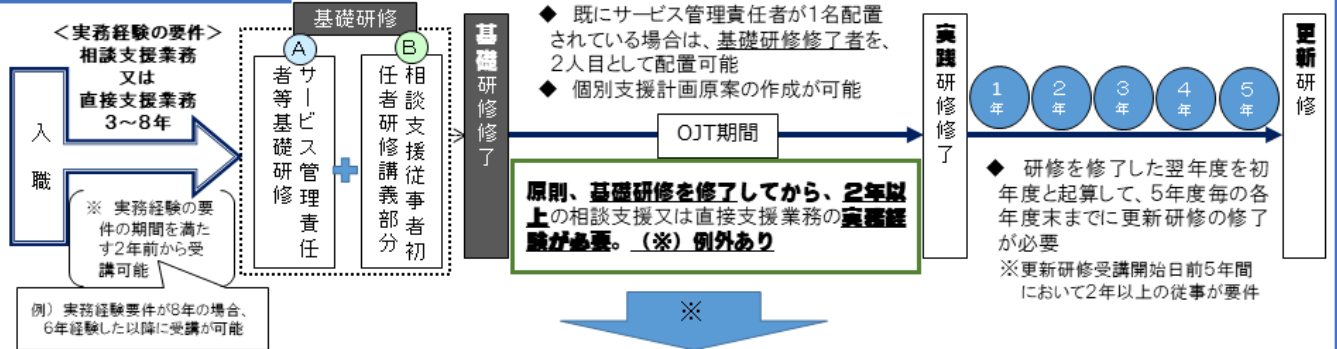 ＜実務経験の要件＞
相談支援業務
又は
直接支援業務
3～8年
入職
※ 実務経験の要
件の期間を満た
す2年前から受
講可能
例）実務経験要件が8年の場合、
6年経験した以降に受講が可能
基礎研修
A
サービス管理責任
者等基礎研修
B
相談支援従事者初
任者研修講義部分
基礎研修修了
◆ 既にサービス管理責任者が1名配置
されている場合は、基礎研修修了者を、
2人目として配置可能
◆ 個別支援計画原案の作成が可能
OJT期間
原則、基礎研修を修了してから、2年以
上の相談支援又は直接支援業務の実務経
験が必要。（※）例外あり
※
実践研修修了
1年
2年
3年
4年
5年
◆ 研修を修了した翌年度を初
年度と起算して、5年度毎の各
年度末までに更新研修の修了
が必要
※更新研修受講開始日前5年間
において2年以上の従事が要件
更新研修